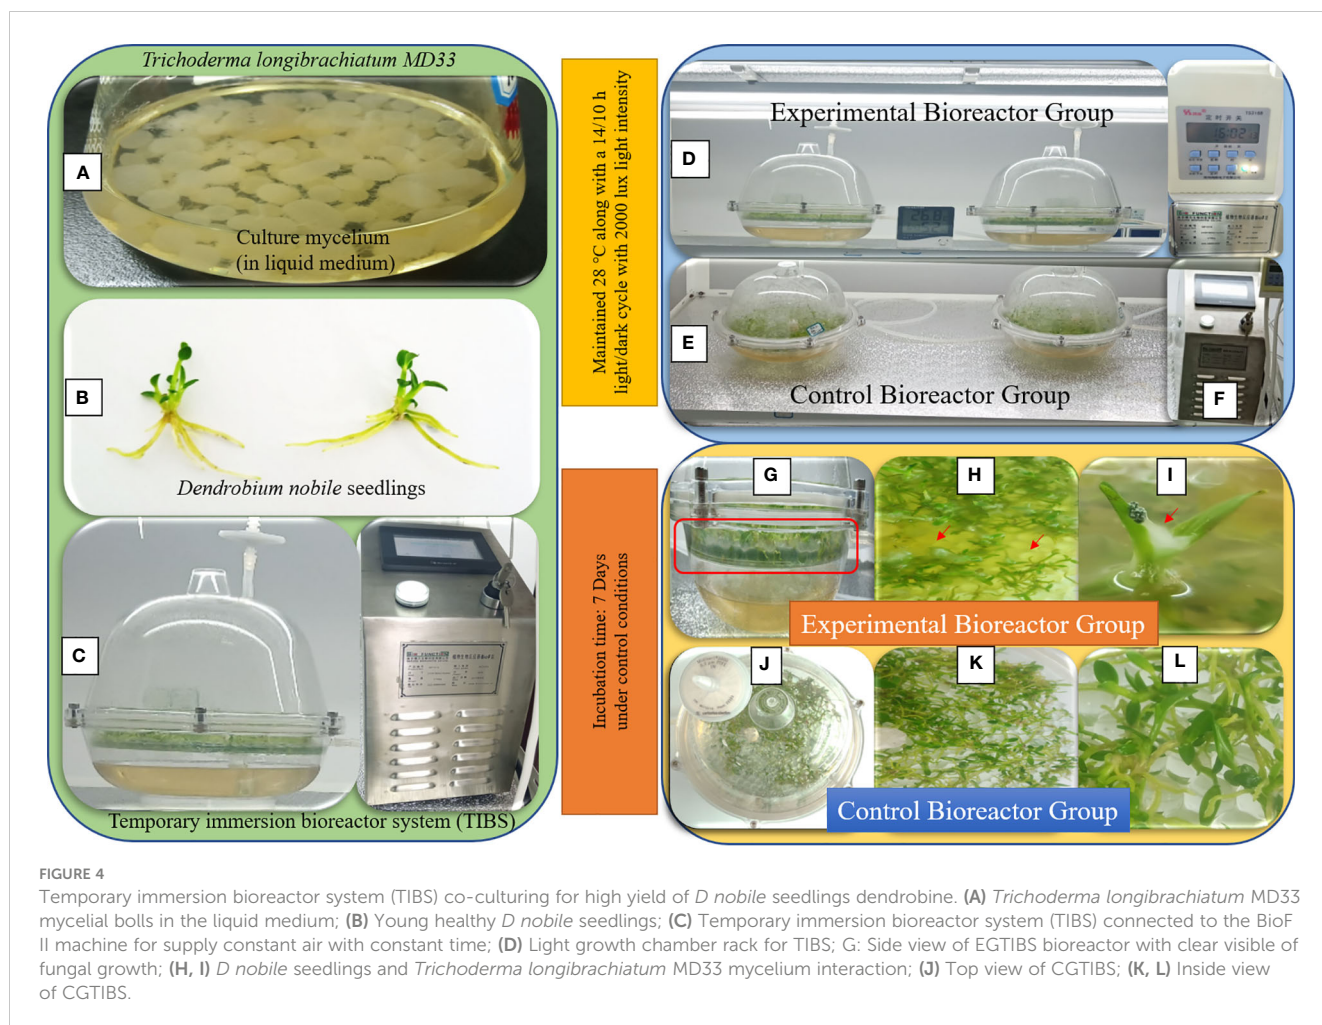 Trichoderma longibrachiatum MD33
A
Culture mycelium
(in liquid medium)
B
Dendrobium nobile seedlings
C
Temporary immersion bioreactor system (TIBS)
Maintained 28 °C along with a 14/10 h
light/dark cycle with 2000 lux light intensity
Incubation time: 7 Days
under control conditions
Experimental Bioreactor Group
D
16:02
26.8
E
Control Bioreactor Group
F
G
H
I
Experimental Bioreactor Group
J
K
L
Control Bioreactor Group
FIGURE 4
Temporary immersion bioreactor system (TIBS) co-culturing for high yield of D nobile seedlings dendrobine. (A) Trichoderma longibrachiatum MD33
mycelial bolls in the liquid medium; (B) Young healthy D nobile seedlings; (C) Temporary immersion bioreactor system (TIBS) connected to the BioF
II machine for supply constant air with constant time; (D) Light growth chamber rack for TIBS; G: Side view of EGTIBS bioreactor with clear visible of
fungal growth; (H, I) D nobile seedlings and Trichoderma longibrachiatum MD33 mycelium interaction; (J) Top view of CGTIBS; (K, L) Inside view
of CGTIBS.